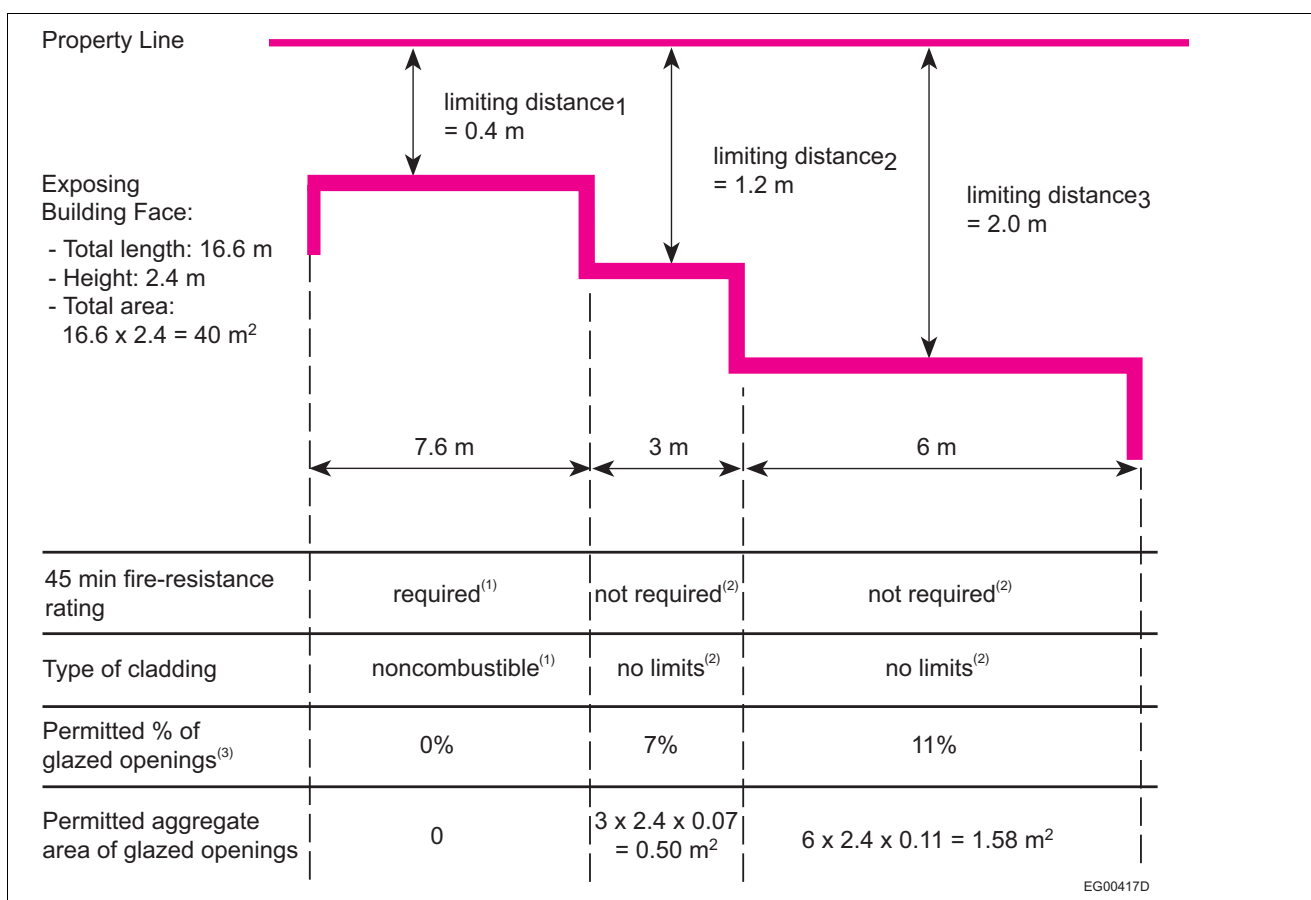 Property Line
limiting distance1
= 0.4 m
limiting distance2
= 1.2 m
limiting distance3
= 2.0 m
Exposing
Building Face:
- Total length: 16.6 m
- Height: 2.4 m
- Total area:
16.6 x 2.4 = 40 m²
7.6 m
3 m
6 m
45 min fire-resistance
rating
required(1)
not required(2)
not required(2)
Type of cladding
noncombustible(1)
no limits(2)
no limits(2)
Permitted % of
glazed openings(3)
0%
7%
11%
Permitted aggregate
area of glazed openings
0
3 x 2.4 x 0.07
= 0.50 m²
6 x 2.4 x 0.11 = 1.58 m²
EG00417D